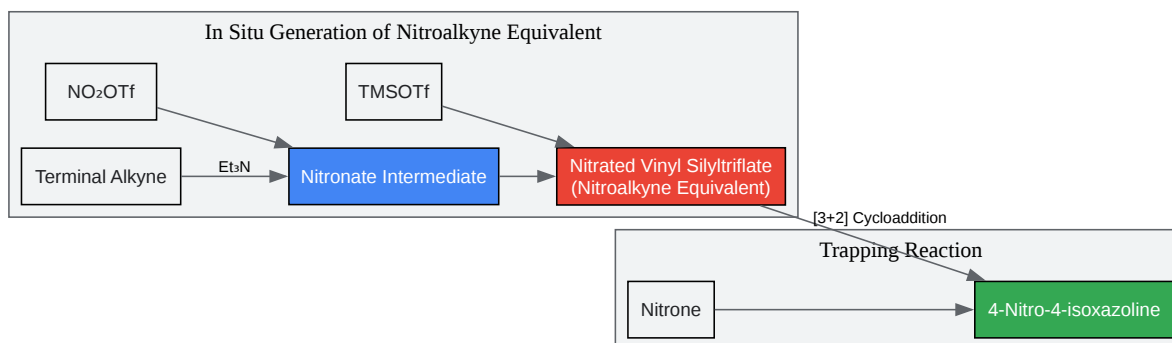 In Situ Generation of Nitroalkyne Equivalent
NO₂OTf
TMSOTf
Terminal Alkyne
Et₃N
Nitronate Intermediate
Nitrated Vinyl Silyltriflate
(Nitroalkyne Equivalent)
[3+2] Cycloaddition
Trapping Reaction
Nitrone
4-Nitro-4-isoxazoline